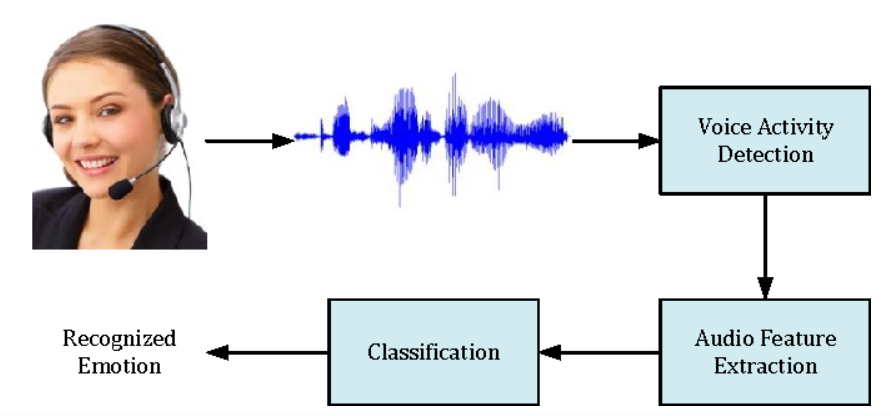 Voice Activity
Detection
Audio Feature
Extraction
Classification
Recognized
Emotion